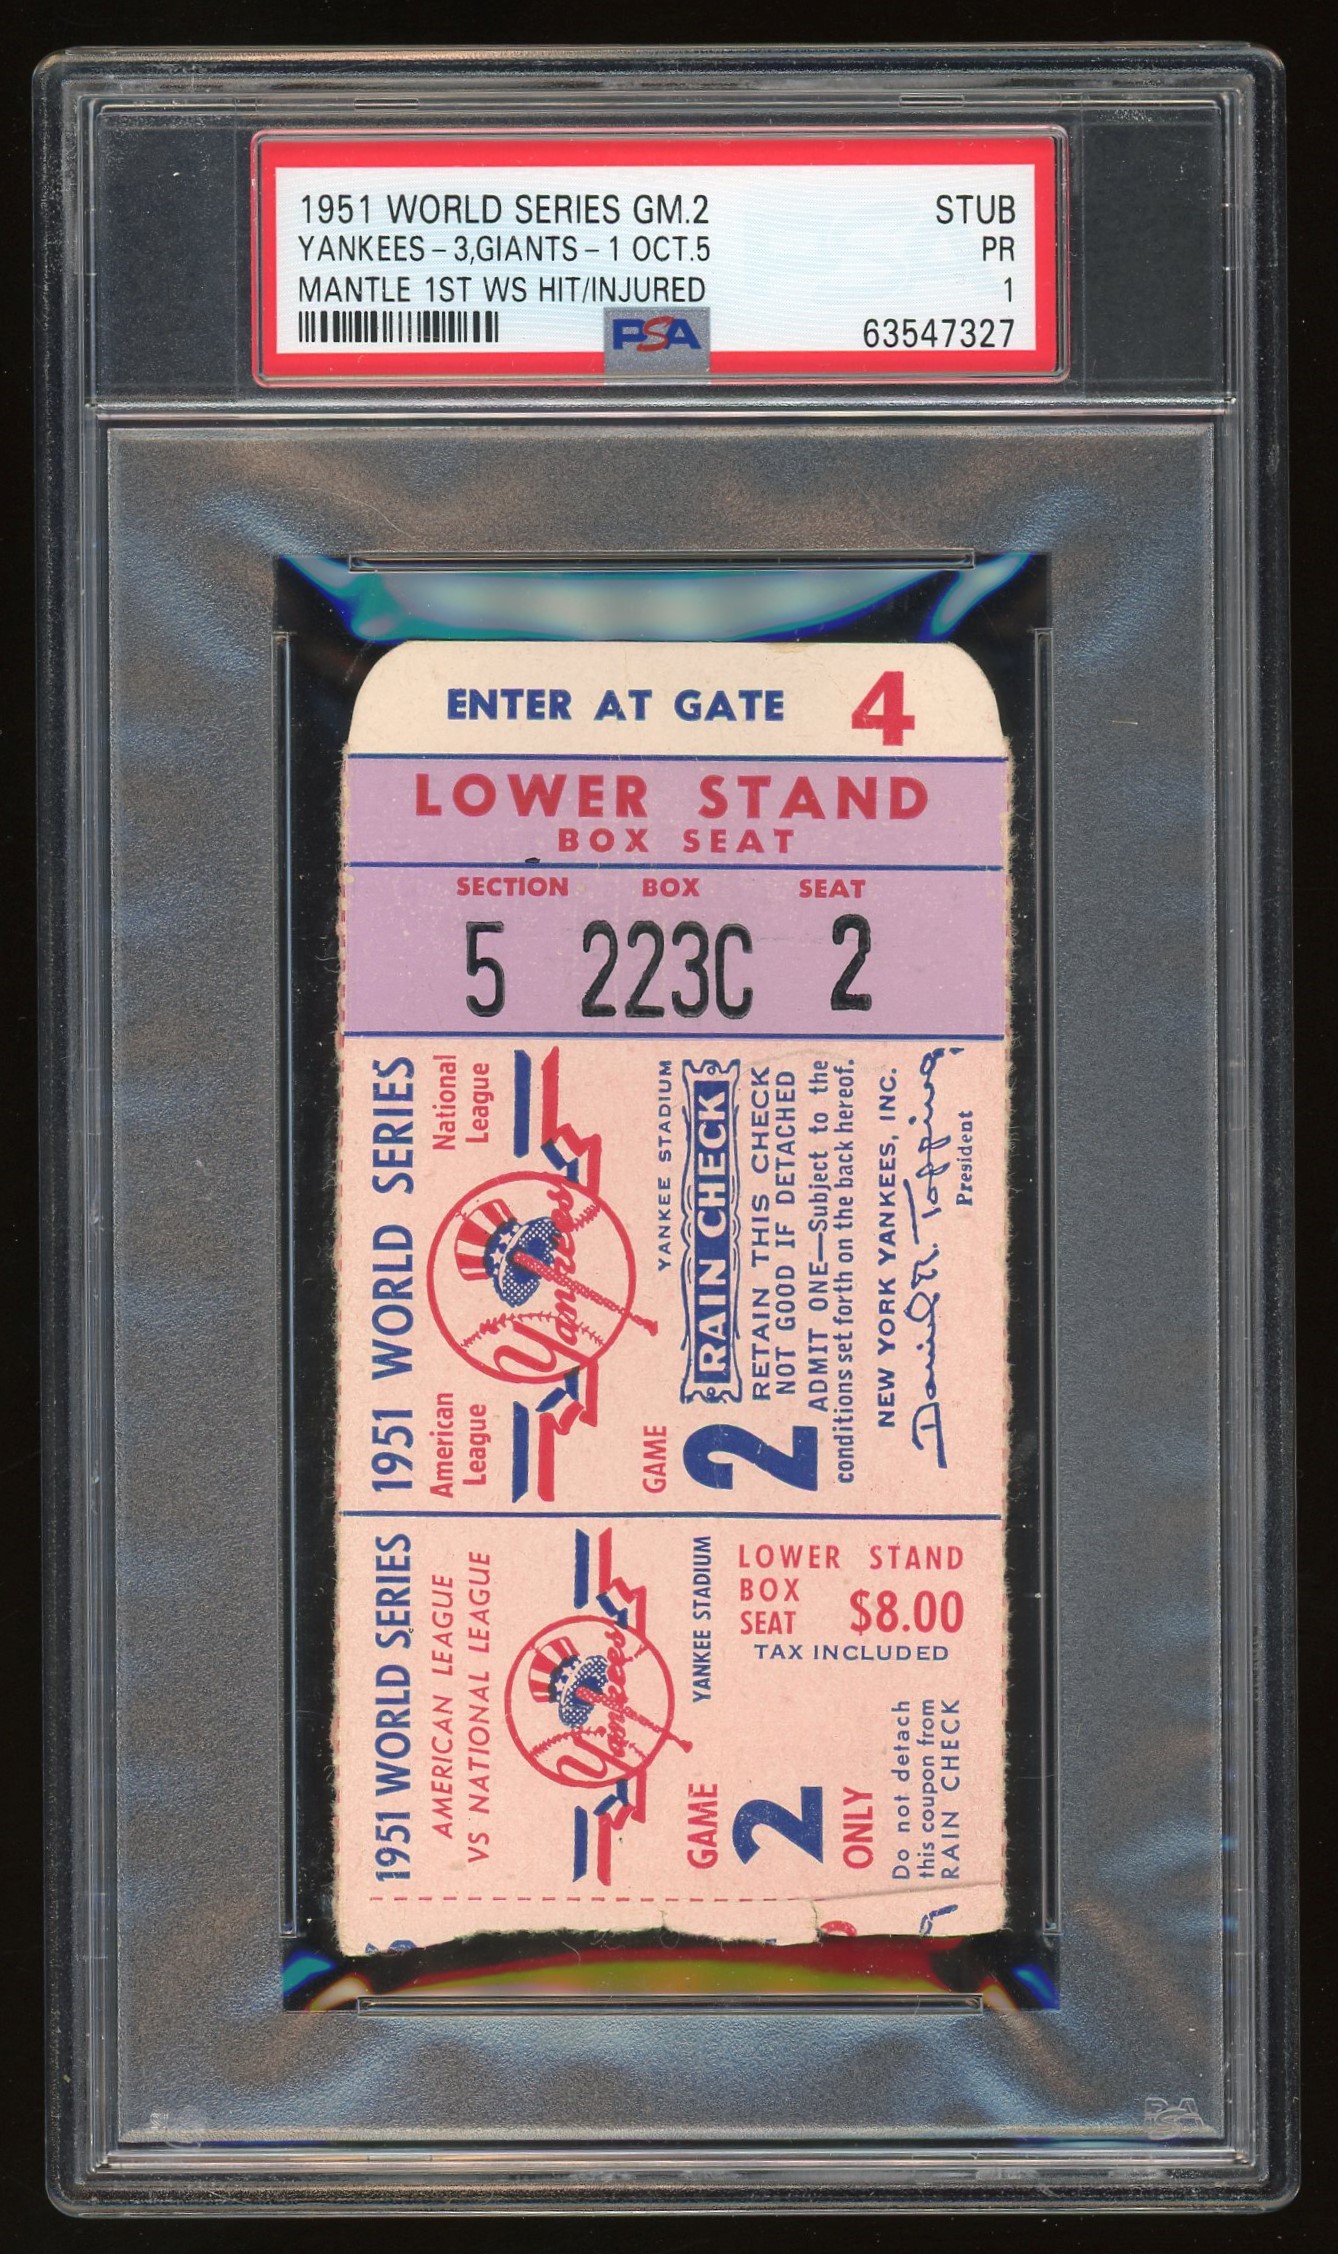 1951 WORLD SERIES GM.2 STUB
YANKEES - 3,GIANTS - 1 OCT.5 PR
MANTLE 1ST WS HIT/INJURED 1
PSA 63547327
ENTER AT GATE 4
LOWER STAND
BOX SEAT
SECTION BOX SEAT
5 223C 2
1951 WORLD SERIES
American League
National League
Yankees
GAME
2
YANKEE STADIUM
RAIN CHECK
RETAIN THIS CHECK
NOT GOOD IF DETACHED
ADMIT ONE—Subject to the
conditions set forth on the back hereof.
NEW YORK YANKEES, INC.
Daniel R. Topping
President
1951 WORLD SERIES
AMERICAN LEAGUE
VS NATIONAL LEAGUE
Yankees
YANKEE STADIUM
GAME
2
ONLY
LOWER STAND
BOX
SEAT $8.00
TAX INCLUDED
Do not detach
this coupon from
RAIN CHECK
PSA